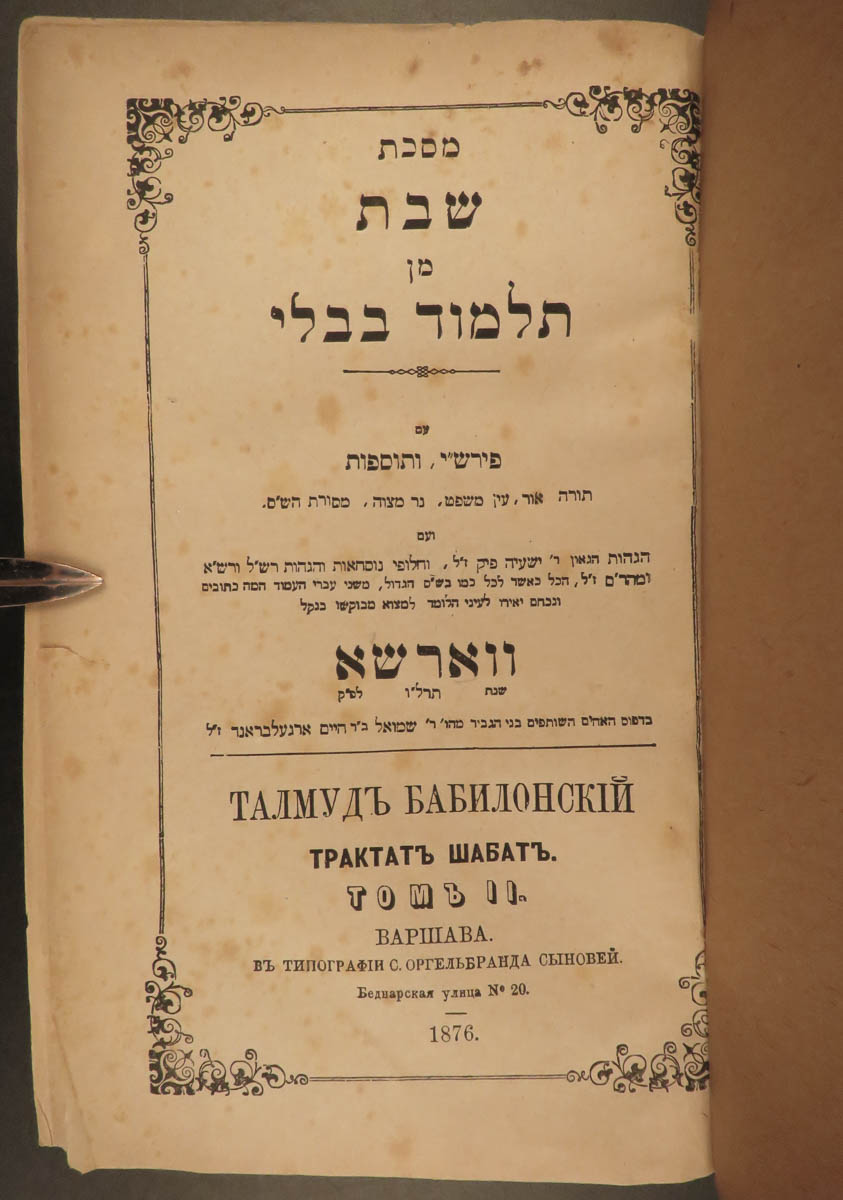 מסכת
שבת
מן
תלמוד בבלי
עם
פירש״י, ותוספות
תורה אור, עין משפט, נר מצוה, מסורת הש״ס.
ועם
הגהות הגאון ר׳ ישעיה פיק ז״ל, וחלופי נוסחאות והגהות רש״ל ורש״א
ומהר״ם ז״ל, הכל כאשר לכל כמו בש״ס הגדול, משני עברי העמוד המה כתובים
ונכחם יאירו לעיני הלומד למצוא מבוקשו בנקל
ווארשא
שנת תרל״ו לפ״ק
בדפוס האחים השותפים בני הגביר מהו׳ ר׳ שמואל ב״ר חיים ארגעלבראנד ז״ל
ТАЛМУДЪ БАБИЛОНСКІЙ
ТРАКТАТЪ ШАБАТЪ.
ТОМЪ II.
ВАРШАВА.
ВЪ ТИПОГРАФІИ С. ОРГЕЛЬБРАНДА СЫНОВЕЙ.
Беднарская улица № 20.
1876.